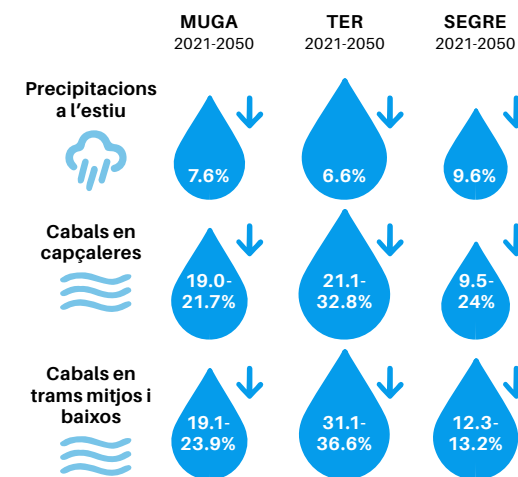 MUGA
2021-2050
TER
2021-2050
SEGRE
2021-2050
Precipitacions
a l’estiu
7.6%
6.6%
9.6%
Cabals en
capçaleres
19.0-
21.7%
21.1-
32.8%
9.5-
24%
Cabals en
trams mitjos i
baixos
19.1-
23.9%
31.1-
36.6%
12.3-
13.2%